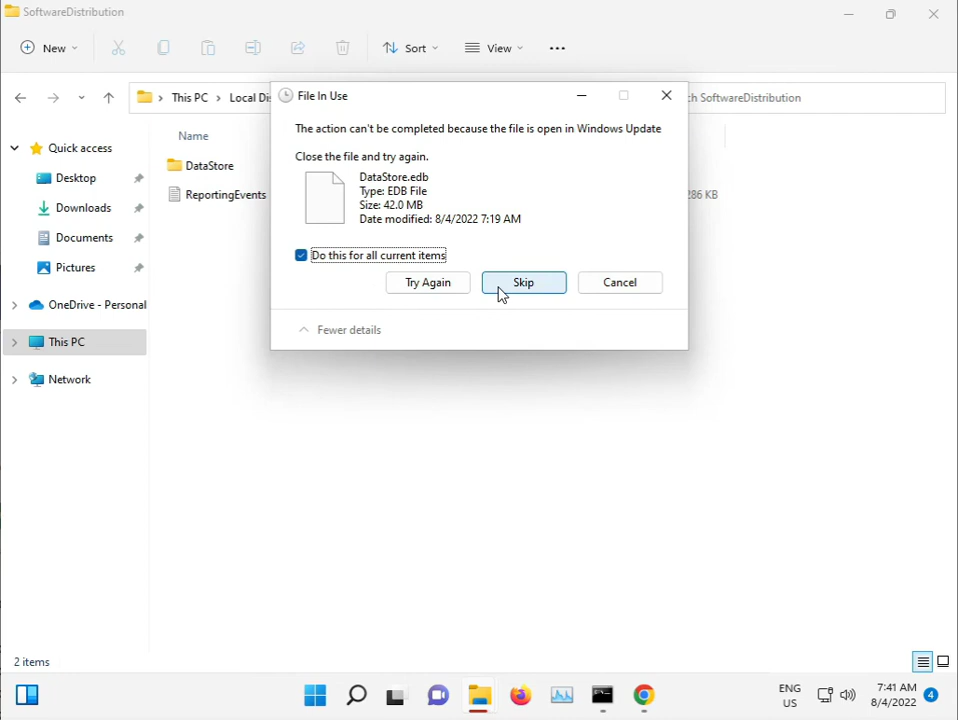 SoftwareDistribution
New
Sort
View
This PC
Local Dis
ch SoftwareDistribution
File In Use
The action can't be completed because the file is open in Windows Update
Close the file and try again.
DataStore.edb
Type: EDB File
Size: 42.0 MB
Date modified: 8/4/2022 7:19 AM
Do this for all current items
Try Again
Skip
Cancel
Fewer details
Name
DataStore
ReportingEvents
286 KB
Quick access
Desktop
Downloads
Documents
Pictures
OneDrive - Personal
This PC
Network
2 items
ENG
US
7:41 AM
8/4/2022
4